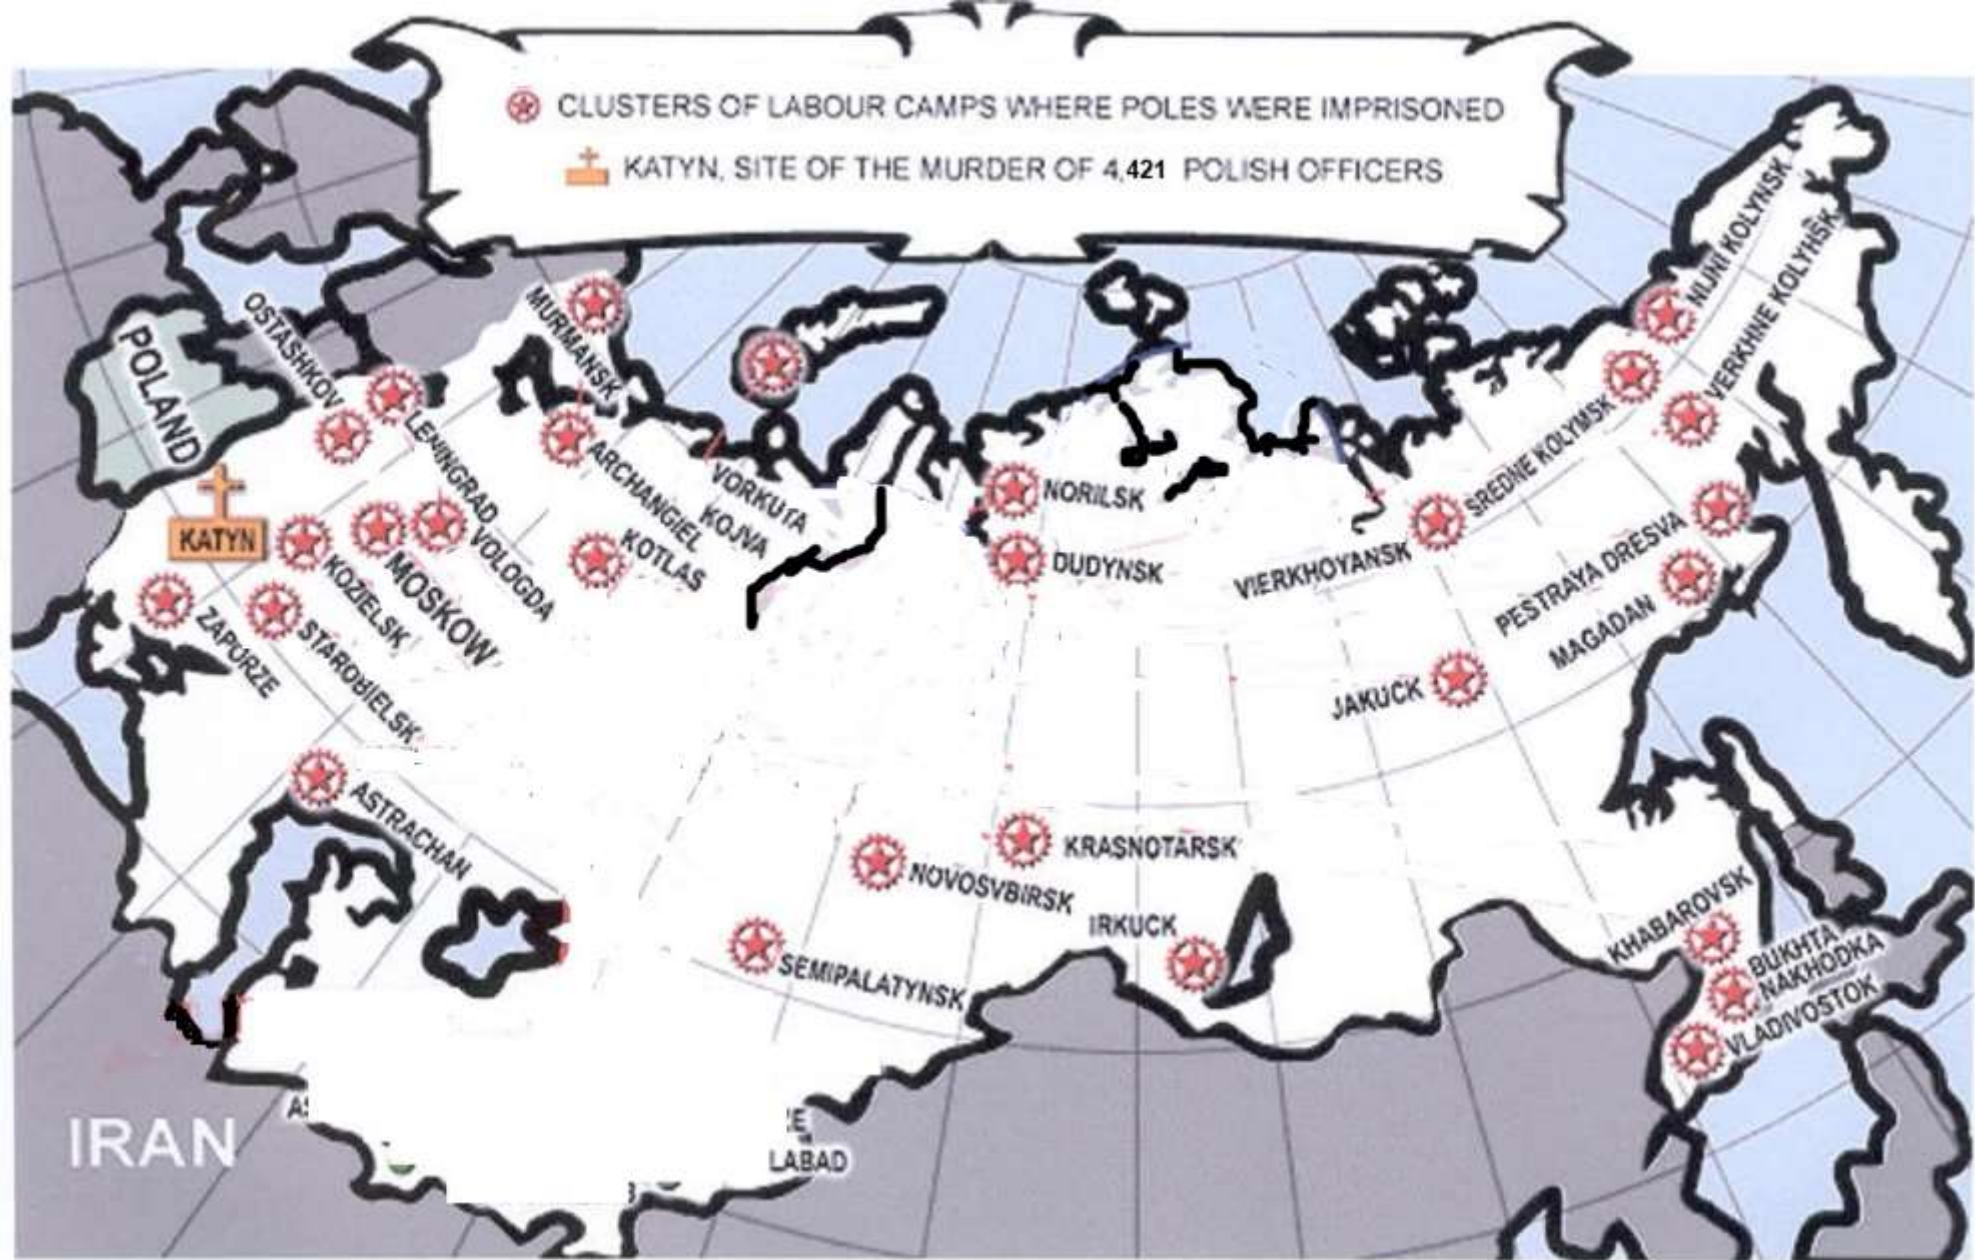 CLUSTERS OF LABOUR CAMPS WHERE POLES WERE IMPRISONED
KATYN, SITE OF THE MURDER OF 4,421 POLISH OFFICERS
POLAND
OSTASHKOV
MURMANSK
LENINGRAD
ARCHANGIEL
VORKUTA
KOJVA
KOTLAS
VOLOGDA
MOSKOW
KATYN
KOZIELSK
STAROBIELSK
ZAPORZE
ASTRACHAN
NORILSK
DUDYNSK
NIJNI KOLYNSK
VERKHNE KOLYHSK
SREDNE KOLYMSK
VIERKHOYANSK
PESTRAYA DRESVA
MAGADAN
JAKUCK
KRASNOTARSK
NOVOSVBIRSK
IRKUCK
SEMIPALATYNSK
KHABAROVSK
BUKHTA
NAKHODKA
VLADIVOSTOK
IRAN
LABAD